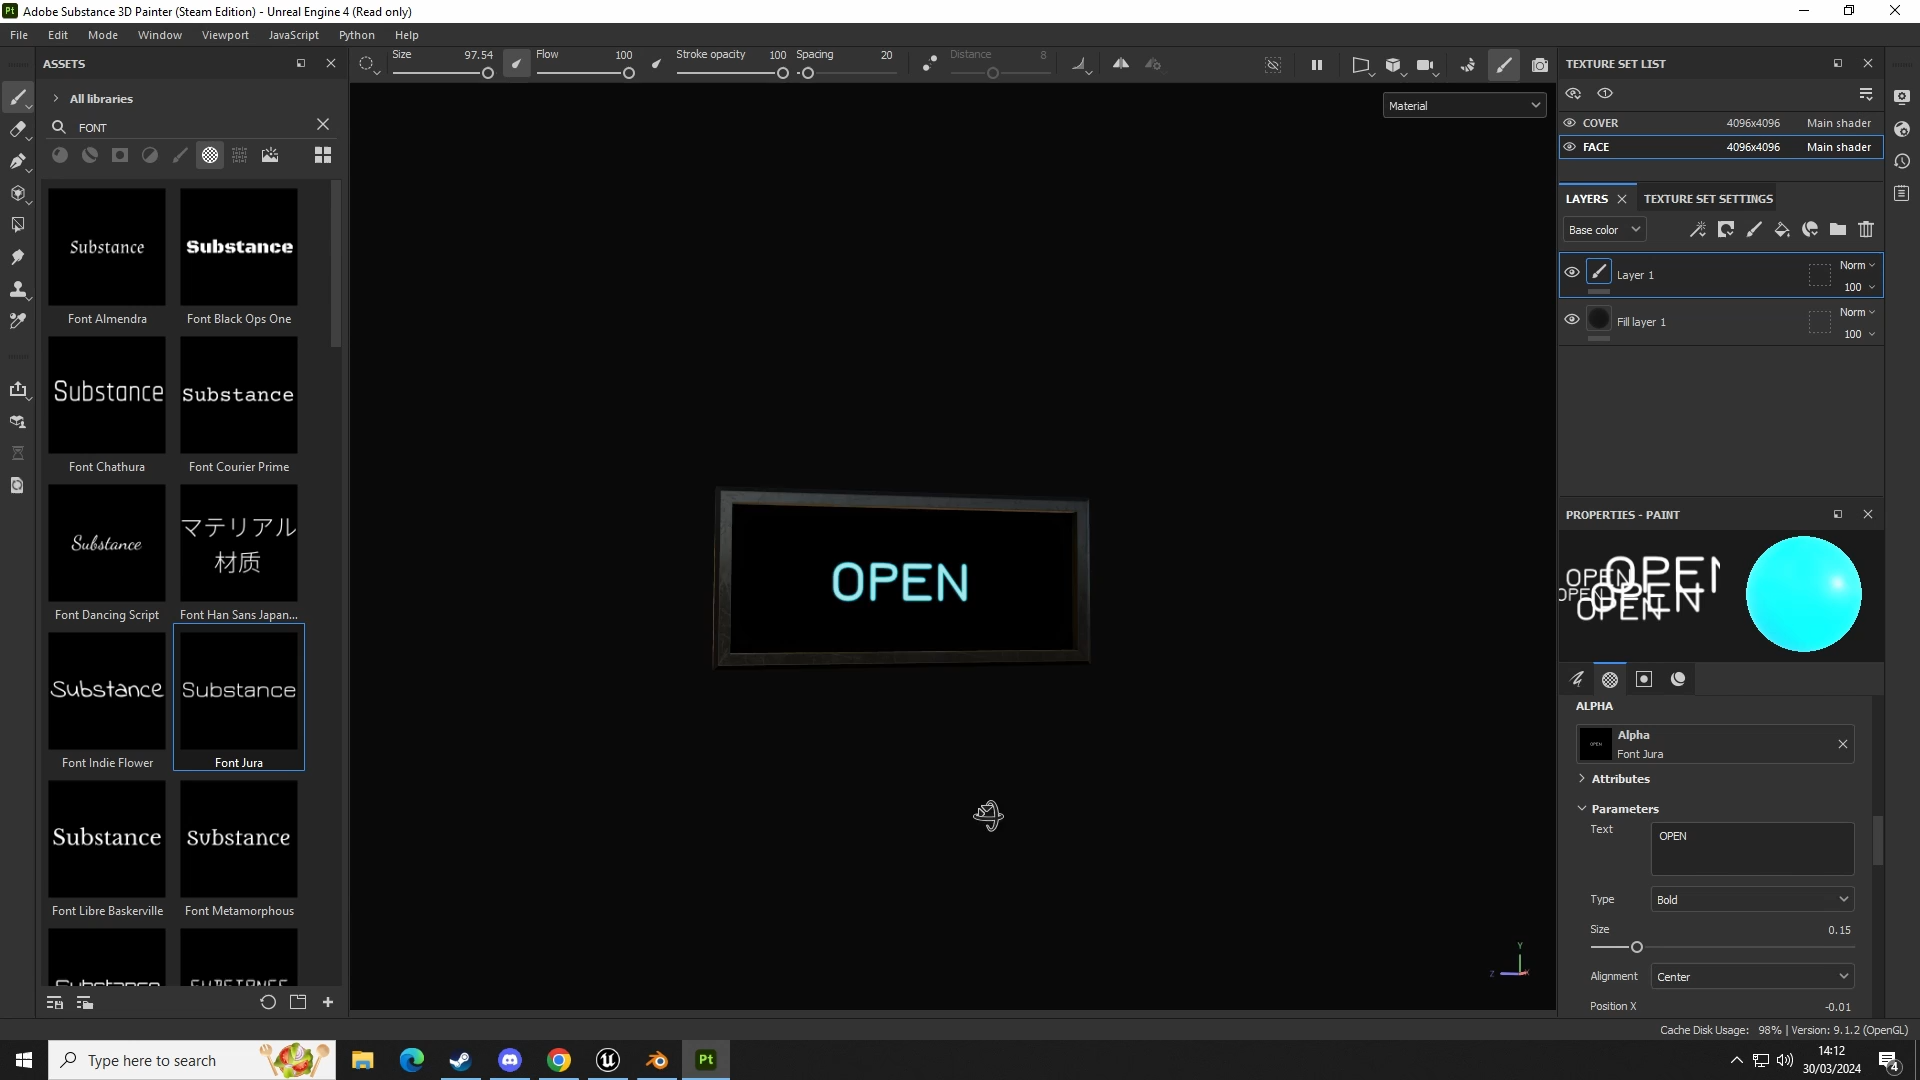 Pt Adobe Substance 3D Painter (Steam Edition) - Unreal Engine 4 (Read only)
File Edit Mode Window Viewport JavaScript Python Help
ASSETS
All libraries
FONT
Substance
Font Almendra
Substance
Font Black Ops One
Substance
Font Chathura
Substance
Font Courier Prime
Substance
Font Dancing Script
マテリアル
材质
Font Han Sans Japan...
Substance
Font Indie Flower
Substance
Font Jura
Substance
Font Libre Baskerville
Substance
Font Metamorphous
Size 97.54 Flow 100 Stroke opacity 100 Spacing 20 Distance 8
Material
OPEN
Y
Z
TEXTURE SET LIST
COVER 4096x4096 Main shader
FACE 4096x4096 Main shader
LAYERS TEXTURE SET SETTINGS
Base color
Layer 1 Norm 100
Fill layer 1 Norm 100
PROPERTIES - PAINT
OPEN
OPEN
OPEN
ALPHA
OPEN
Alpha
Font Jura
Attributes
Parameters
Text OPEN
Type Bold
Size 0.15
Alignment Center
Position X -0.01
Cache Disk Usage: 98% | Version: 9.1.2 (OpenGL)
Type here to search
Pt
14:12
30/03/2024
4